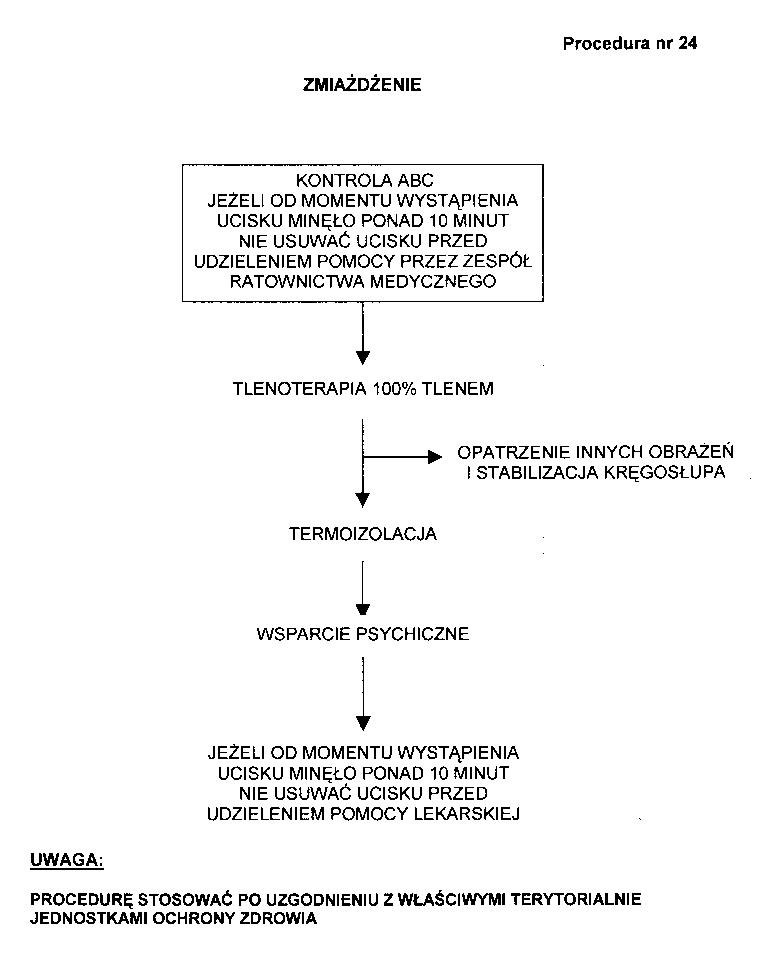 Procedura nr 24
ZMIAŻDŻENIE
KONTROLA ABC
JEŻELI OD MOMENTU WYSTĄPIENIA
UCISKU MINĘŁO PONAD 10 MINUT
NIE USUWAĆ UCISKU PRZED
UDZIELENIEM POMOCY PRZEZ ZESPÓŁ
RATOWNICTWA MEDYCZNEGO
TLENOTERAPIA 100% TLENEM
OPATRZENIE INNYCH OBRAŻEŃ
I STABILIZACJA KRĘGOSŁUPA
TERMOIZOLACJA
WSPARCIE PSYCHICZNE
JEŻELI OD MOMENTU WYSTĄPIENIA
UCISKU MINĘŁO PONAD 10 MINUT
NIE USUWAĆ UCISKU PRZED
UDZIELENIEM POMOCY LEKARSKIEJ
UWAGA:
PROCEDURĘ STOSOWAĆ PO UZGODNIENIU Z WŁAŚCIWYMI TERYTORIALNIE
JEDNOSTKAMI OCHRONY ZDROWIA